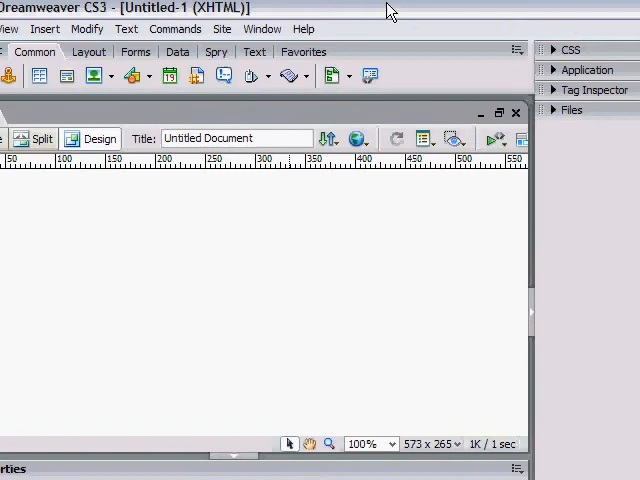 Dreamweaver CS3 - [Untitled-1 (XHTML)]
View Insert Modify Text Commands Site Window Help
Common Layout Forms Data Spry Text Favorites
CSS
Application
Tag Inspector
Files
19
Split Design Title: Untitled Document
50 100 150 200 250 300 350 400 450 500 550
100% 573 x 265 1K / 1 sec
rties